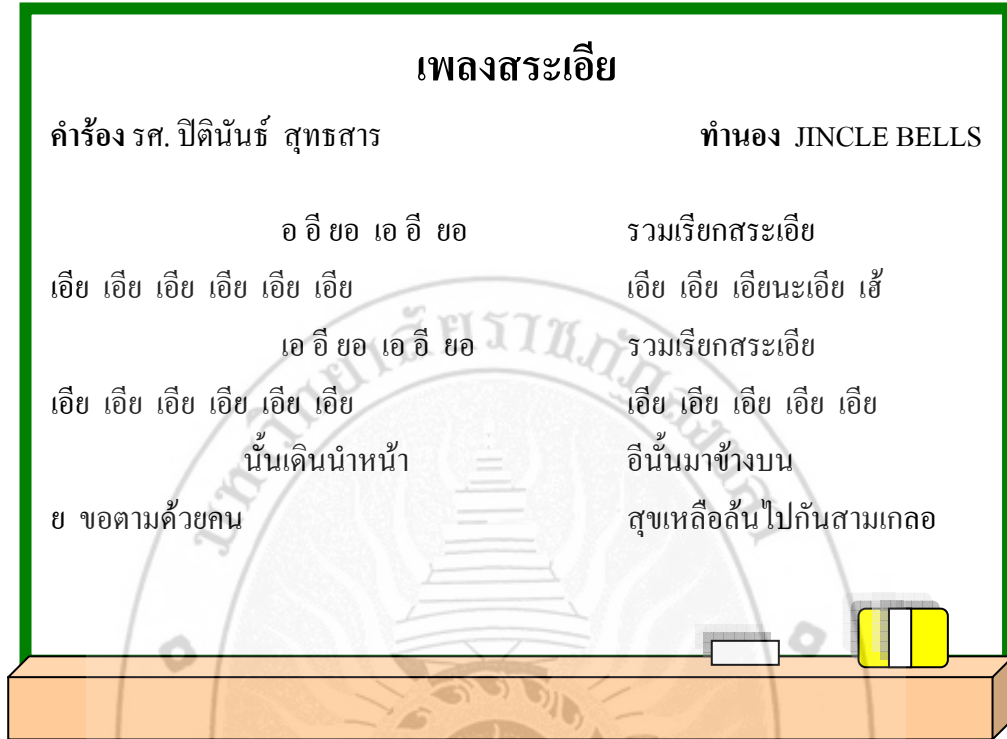 เพลงสระเอีย
คำร้อง รศ. ปิตินันธ์ สุทธสาร ทำนอง JINCLE BELLS
อ อี ยอ เอ อี ยอ รวมเรียกสระเอีย
เอีย เอีย เอีย เอีย เอีย เอีย เอีย เอีย เอียนะเอีย เฮ้
เอ อี ยอ เอ อี ยอ รวมเรียกสระเอีย
เอีย เอีย เอีย เอีย เอีย เอีย เอีย เอีย เอีย เอีย เอีย
นั้นเดินนำหน้า อีนั้นมาข้างบน
ย ขอตามด้วยคน สุขเหลือล้นไปกันสามเกลอ